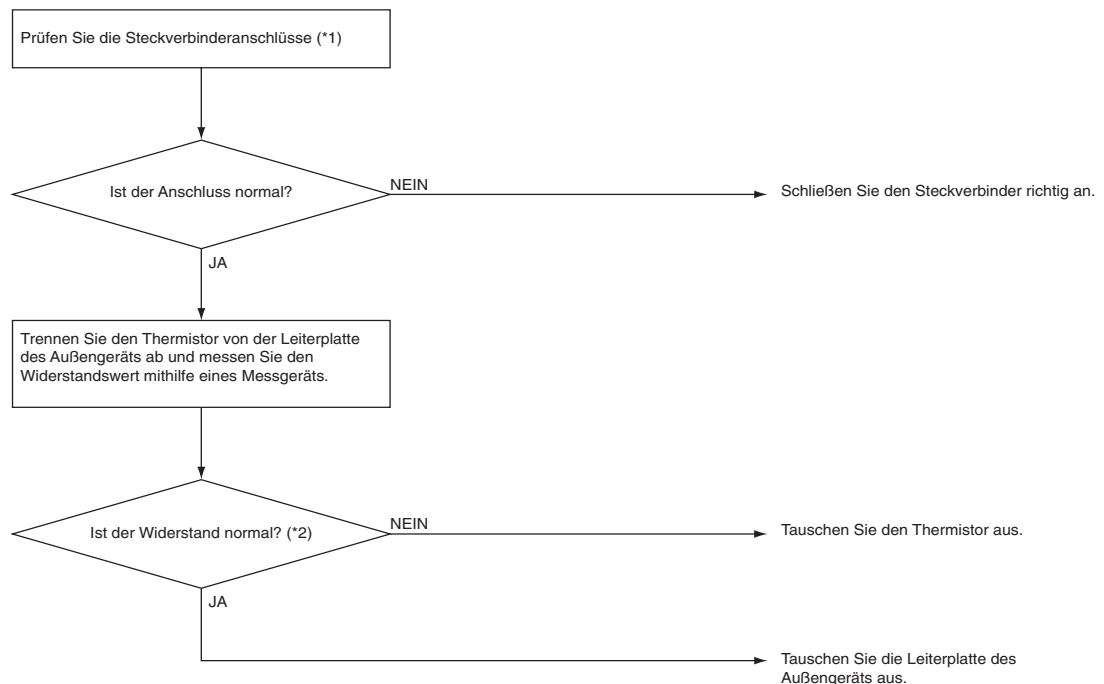 Prüfen Sie die Steckverbinderanschlüsse (*1)
Ist der Anschluss normal?
NEIN
Schließen Sie den Steckverbinder richtig an.
JA
Trennen Sie den Thermistor von der Leiterplatte
des Außengeräts ab und messen Sie den
Widerstandswert mithilfe eines Messgeräts.
Ist der Widerstand normal? (*2)
NEIN
Tauschen Sie den Thermistor aus.
JA
Tauschen Sie die Leiterplatte des
Außengeräts aus.